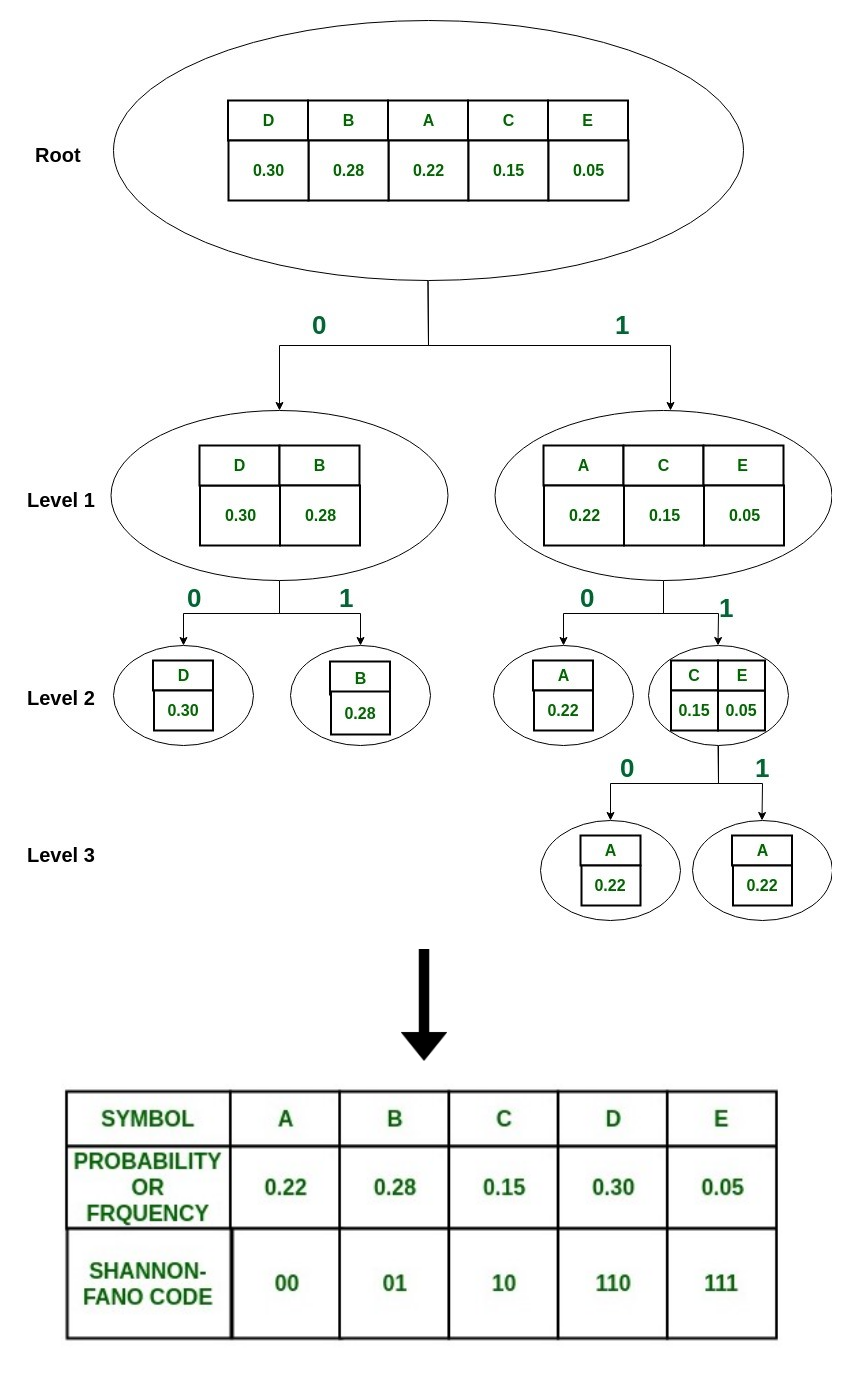 D B A C E
Root
0.30 0.28 0.22 0.15 0.05
0 1
D B A C E
Level 1
0.30 0.28 0.22 0.15 0.05
0 1 0 1
D B A C E
Level 2
0.30 0.28 0.22 0.15 0.05
0 1
A A
Level 3
0.22 0.22
SYMBOL A B C D E
PROBABILITY
OR
FRQUENCY
0.22 0.28 0.15 0.30 0.05
SHANNON-
FANO CODE
00 01 10 110 111